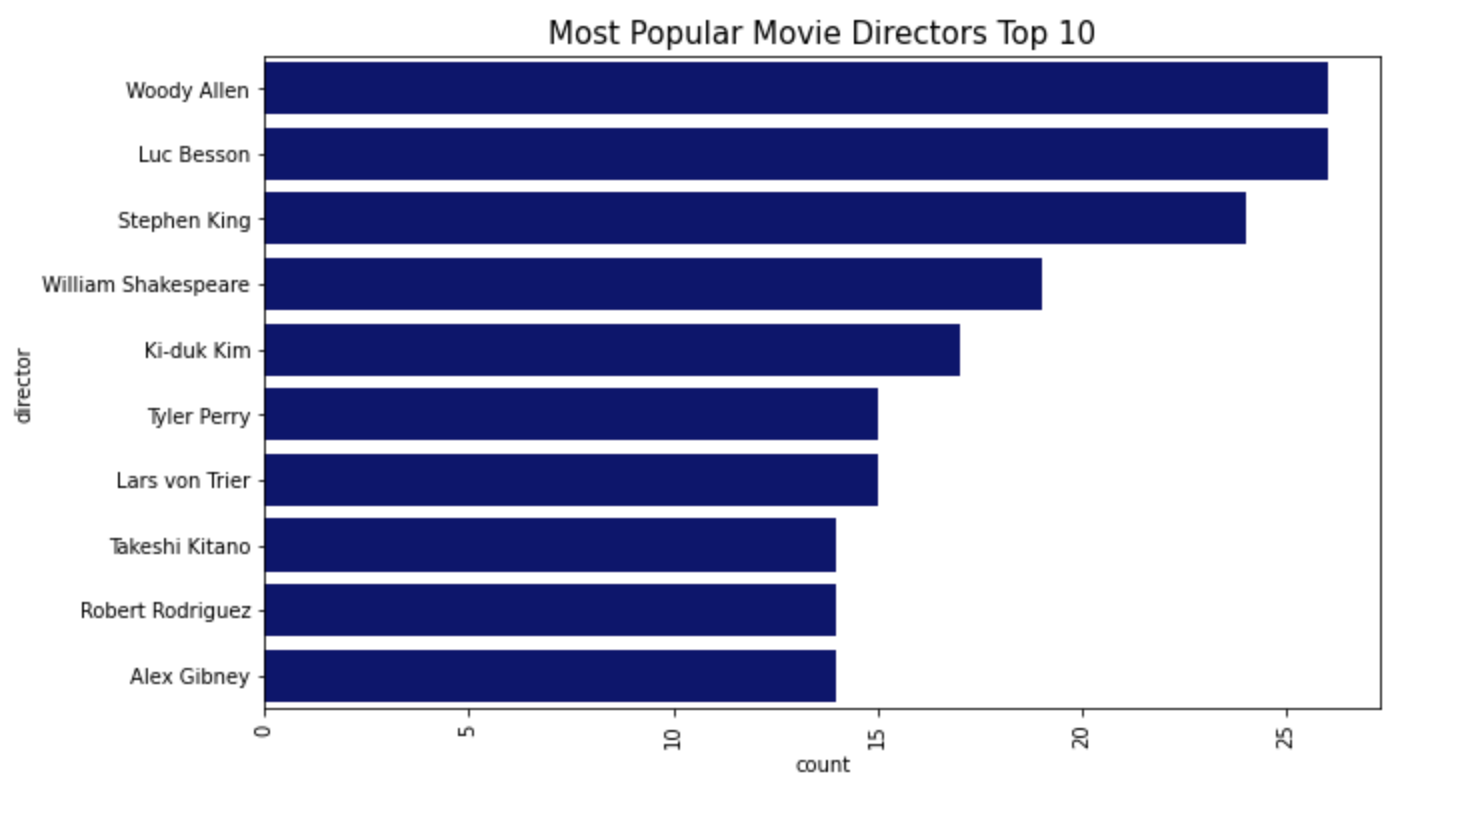 Most Popular Movie Directors Top 10
Woody Allen
Luc Besson
Stephen King
William Shakespeare
Ki-duk Kim
Tyler Perry
Lars von Trier
Takeshi Kitano
Robert Rodriguez
Alex Gibney
director
0 5 10 15 20 25
count